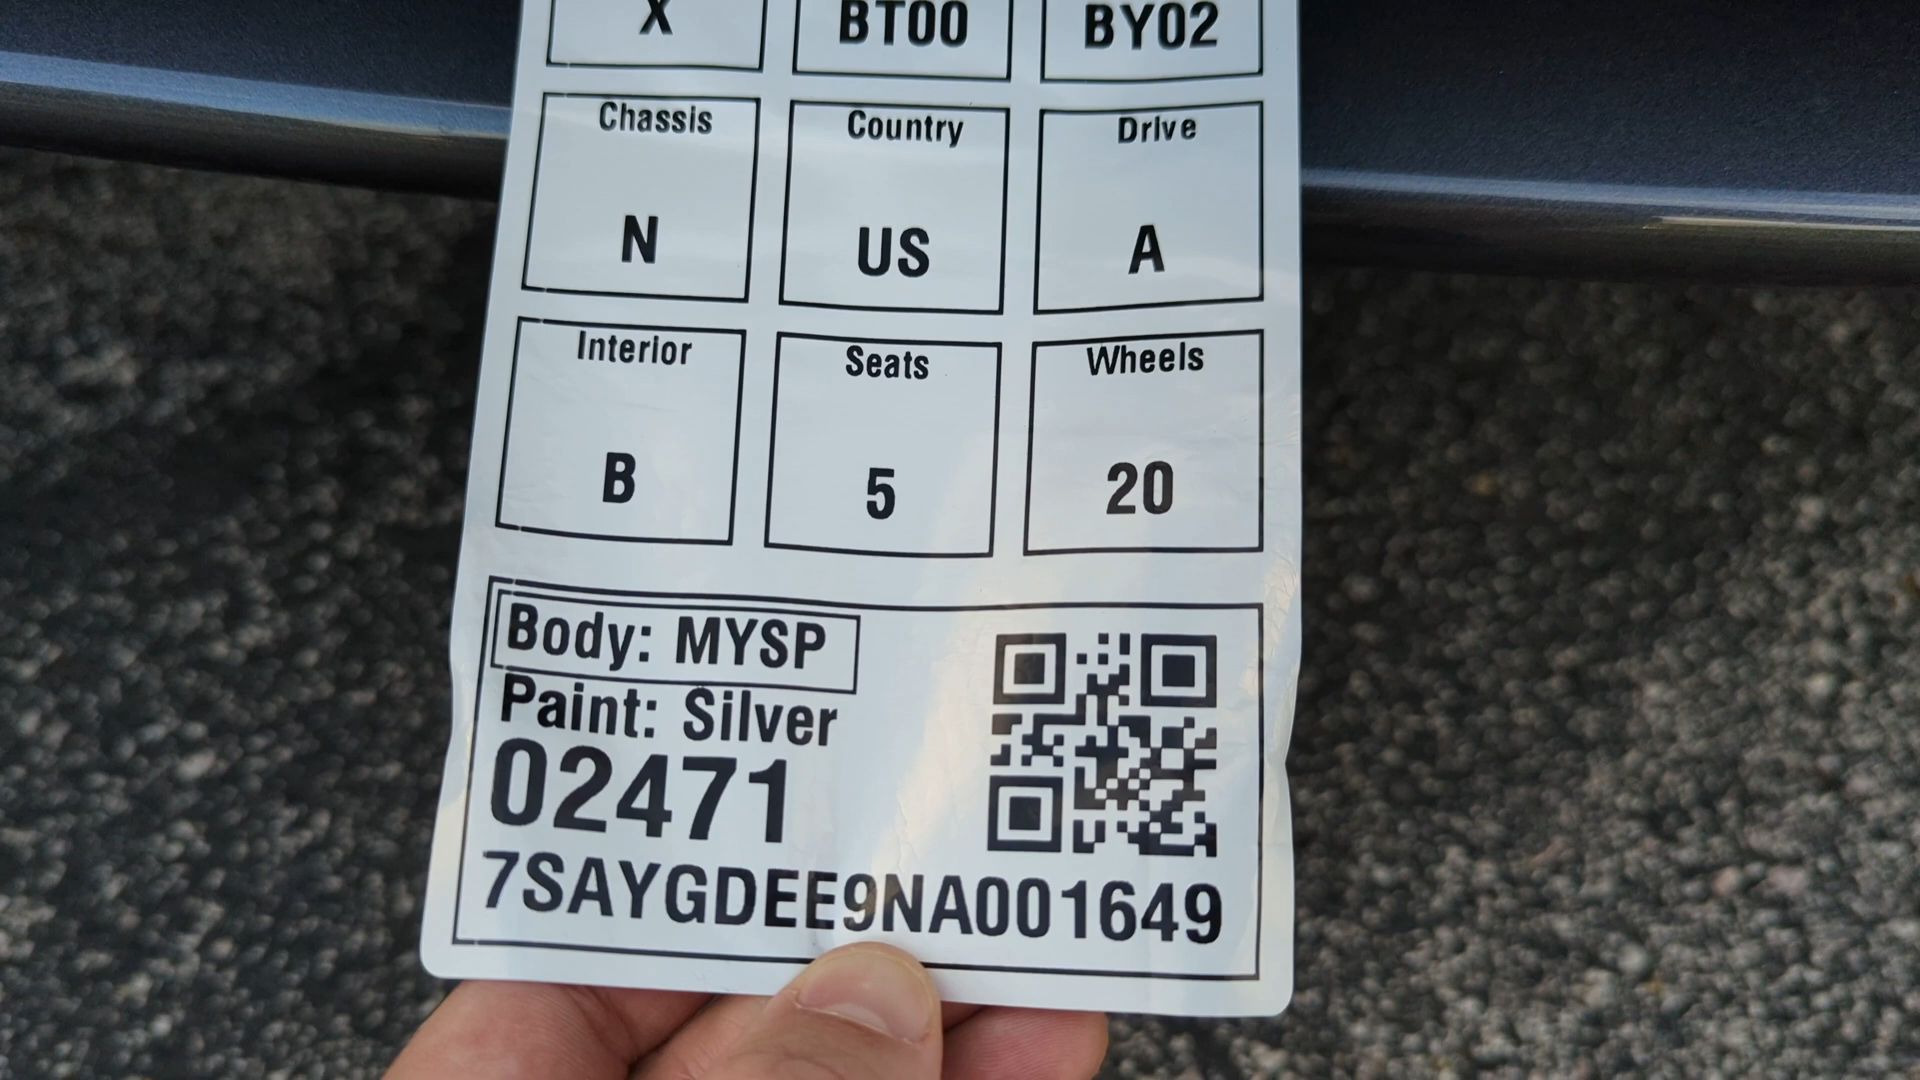 X BT00 BY02
Chassis Country Drive
N US A
Interior Seats Wheels
B 5 20
Body: MYSP
Paint: Silver
02471
7SAYGDEE9NA001649